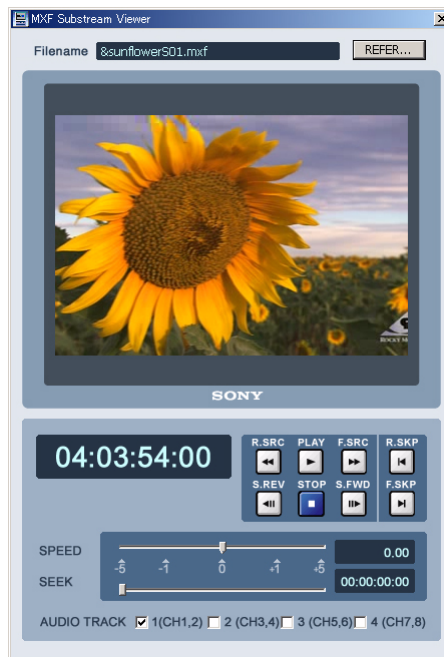 MXF Substream Viewer
Filename &sunflowerS01.mxf REFER...
SONY
04:03:54:00
R.SRC PLAY F.SRC R.SKP
S.REV STOP S.FWD F.SKP
SPEED 0.00
-5 -1 0 +1 +5
SEEK 00:00:00:00
AUDIO TRACK 1(CH1,2) 2 (CH3,4) 3 (CH5,6) 4 (CH7,8)